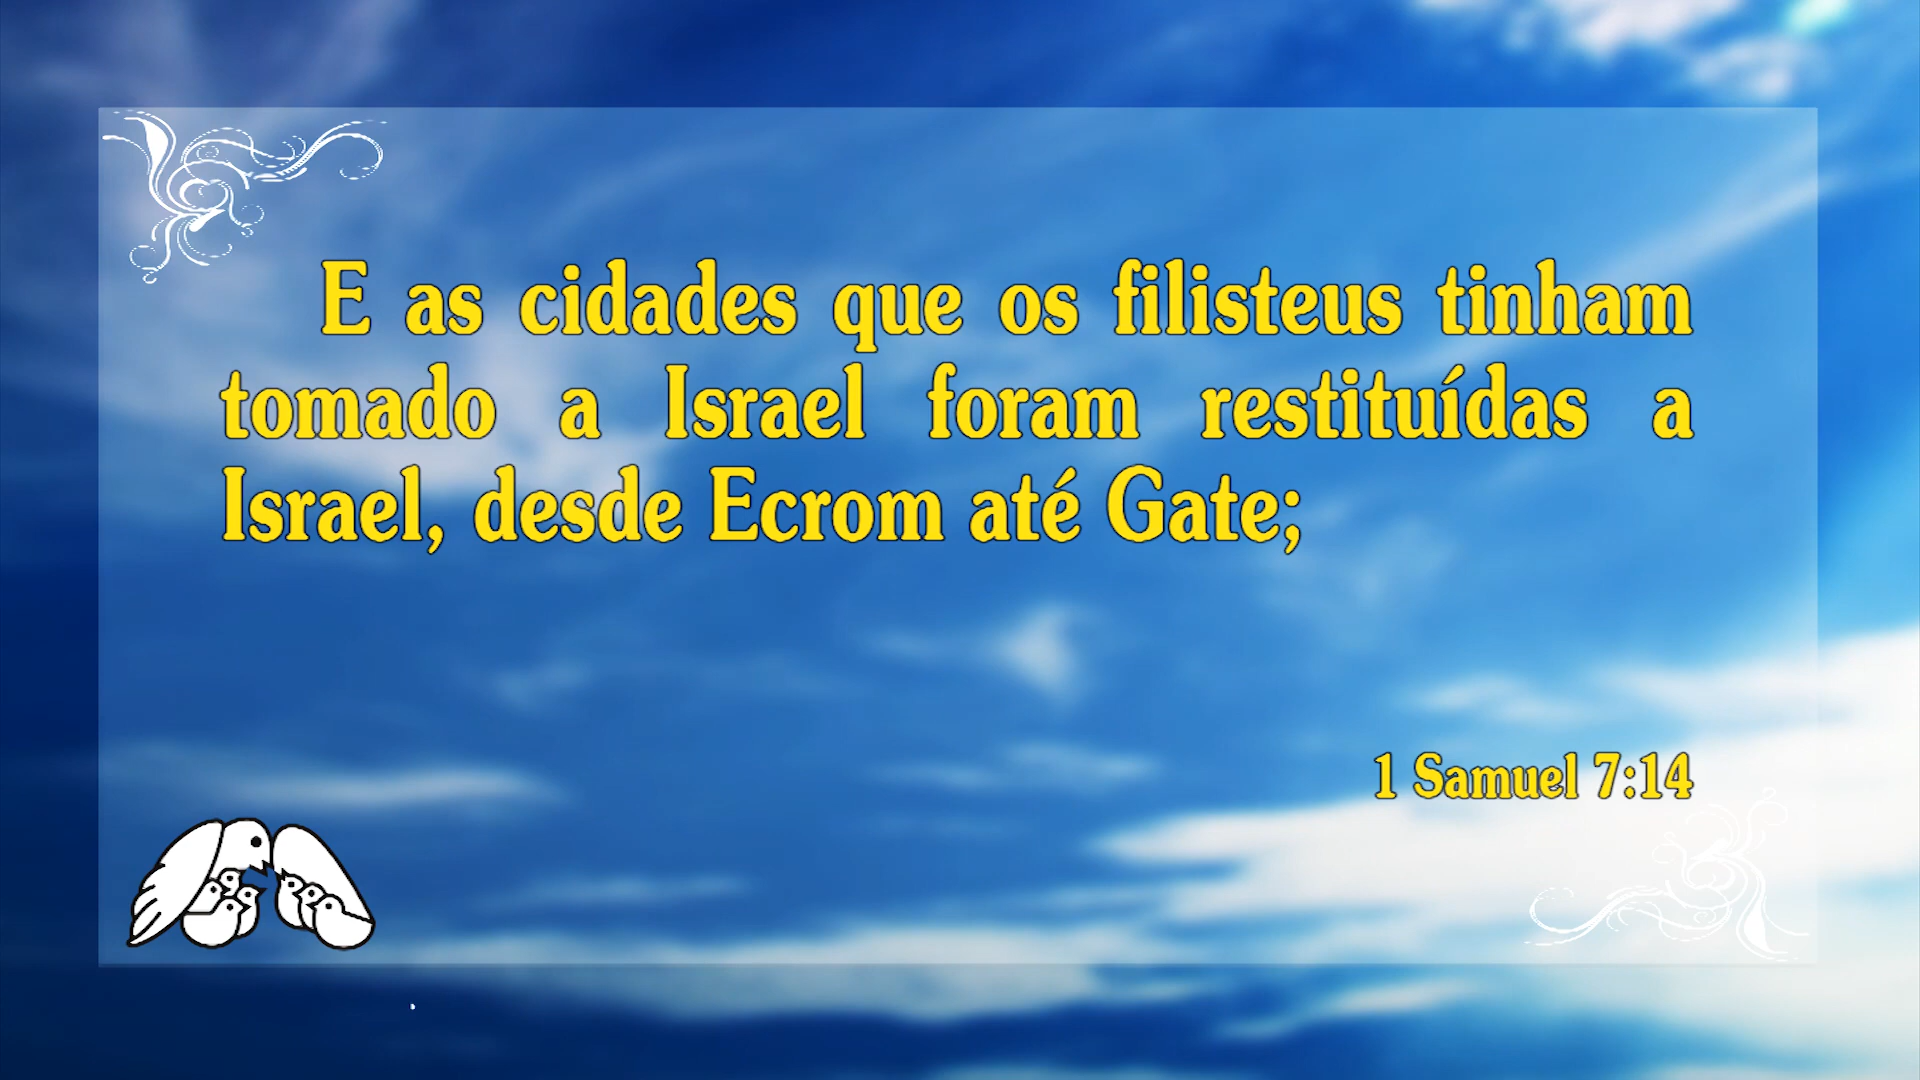 E as cidades que os filisteus tinham
tomado a Israel foram restituídas a
Israel, desde Ecrom até Gate;
1 Samuel 7:14